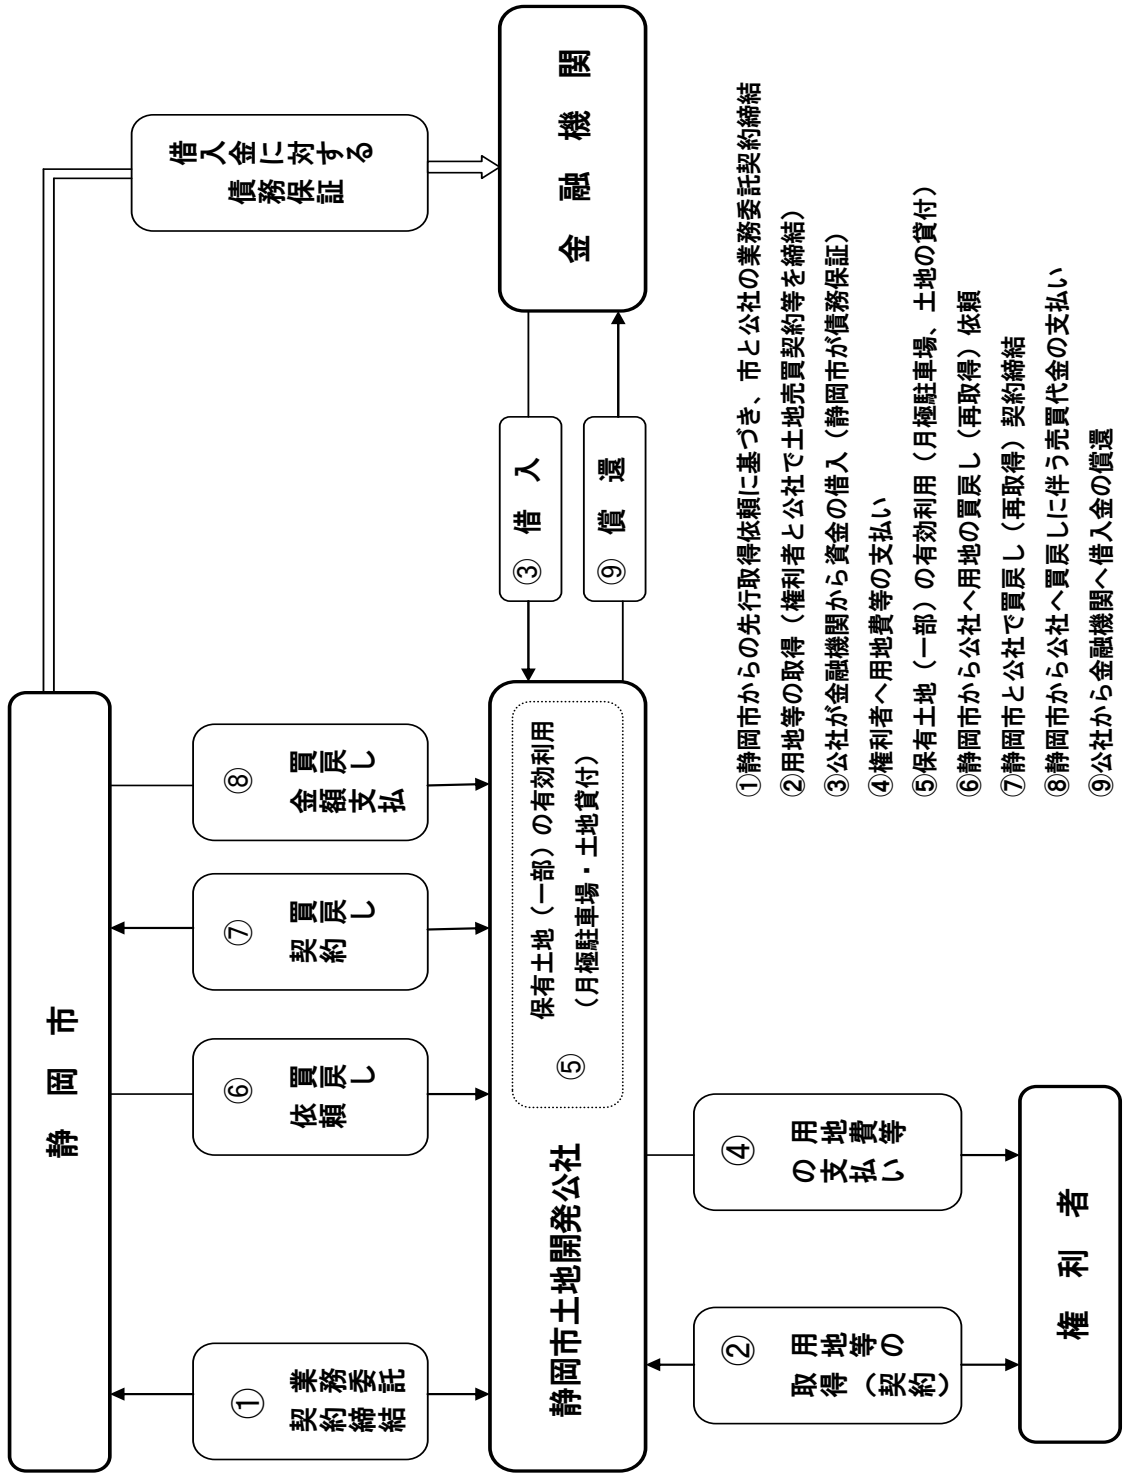 静岡市
①
業務委託
契約締結
⑥
買戻し
依頼
⑦
買戻し
契約
⑧
買戻し
金額支払
借入金に対する
債務保証
静岡市土地開発公社
⑤
保有土地（一部）の有効利用
（月極駐車場・土地貸付）
③ 借入
⑨ 償還
金融機関
②
用地等の
取得（契約）
④
用地費等
の支払い
権利者
①静岡市からの先行取得依頼に基づき、市と公社の業務委託契約締結
②用地等の取得（権利者と公社で土地売買契約等を締結）
③公社が金融機関から資金の借入（静岡市が債務保証）
④権利者へ用地費等の支払い
⑤保有土地（一部）の有効利用（月極駐車場、土地の貸付）
⑥静岡市から公社へ用地の買戻し（再取得）依頼
⑦静岡市と公社で買戻し（再取得）契約締結
⑧静岡市から公社へ買戻しに伴う売買代金の支払い
⑨公社から金融機関へ借入金の償還